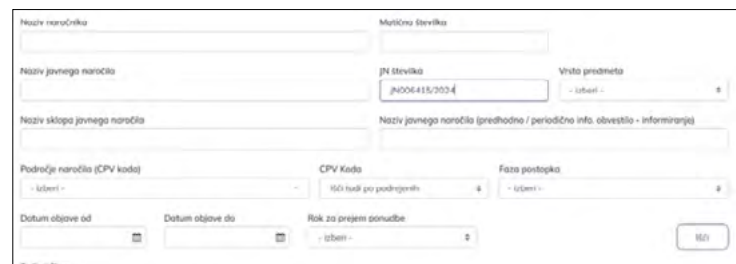 Naziv naročnika Matična številka
Naziv javnega naročila JN številka Vrsta predmeta
JN006415/2024 - izberi -
Naziv sklopa javnega naročila Naziv javnega naročila (predhodno / periodično info. obvestilo - informiranje)
Področje naročila (CPV koda) CPV Koda Faza postopka
- izberi - Išči tudi po podrejenih - izberi -
Datum objave od Datum objave do Rok za prejem ponudbe
- izberi - Išči